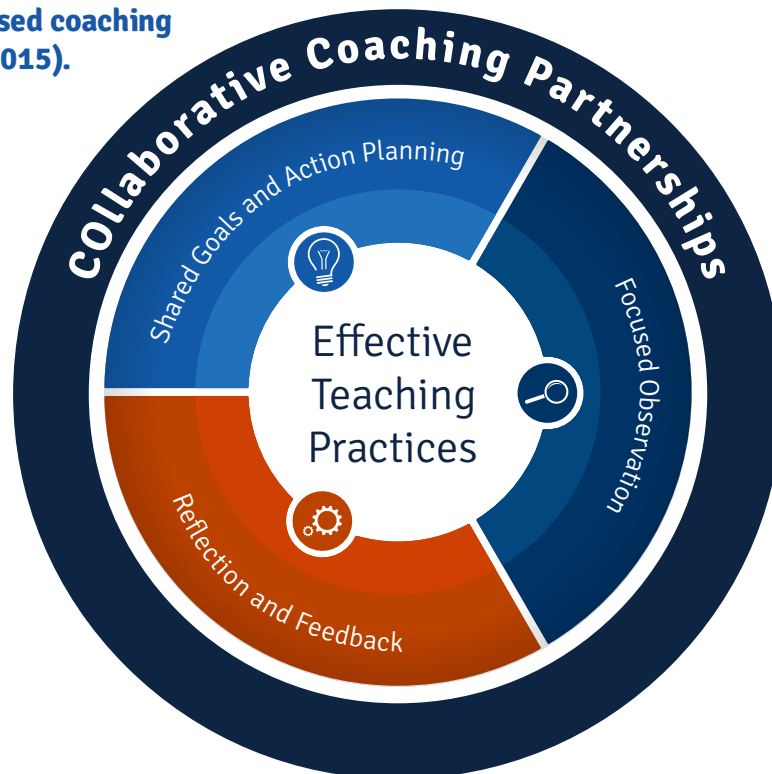 sed coaching
015).
COllaborative Coaching Partnerships
Shared Goals and Action Planning
Focused Observation
Reflection and Feedback
Effective
Teaching
Practices